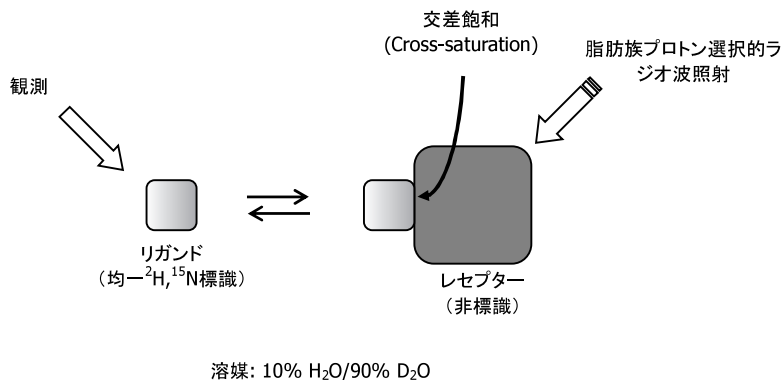 交差飽和
(Cross-saturation)
脂肪族プロトン選択的ラ
ジオ波照射
観測
リガンド
（均一²H,¹⁵N標識）
レセプター
（非標識）
溶媒: 10% H₂O/90% D₂O